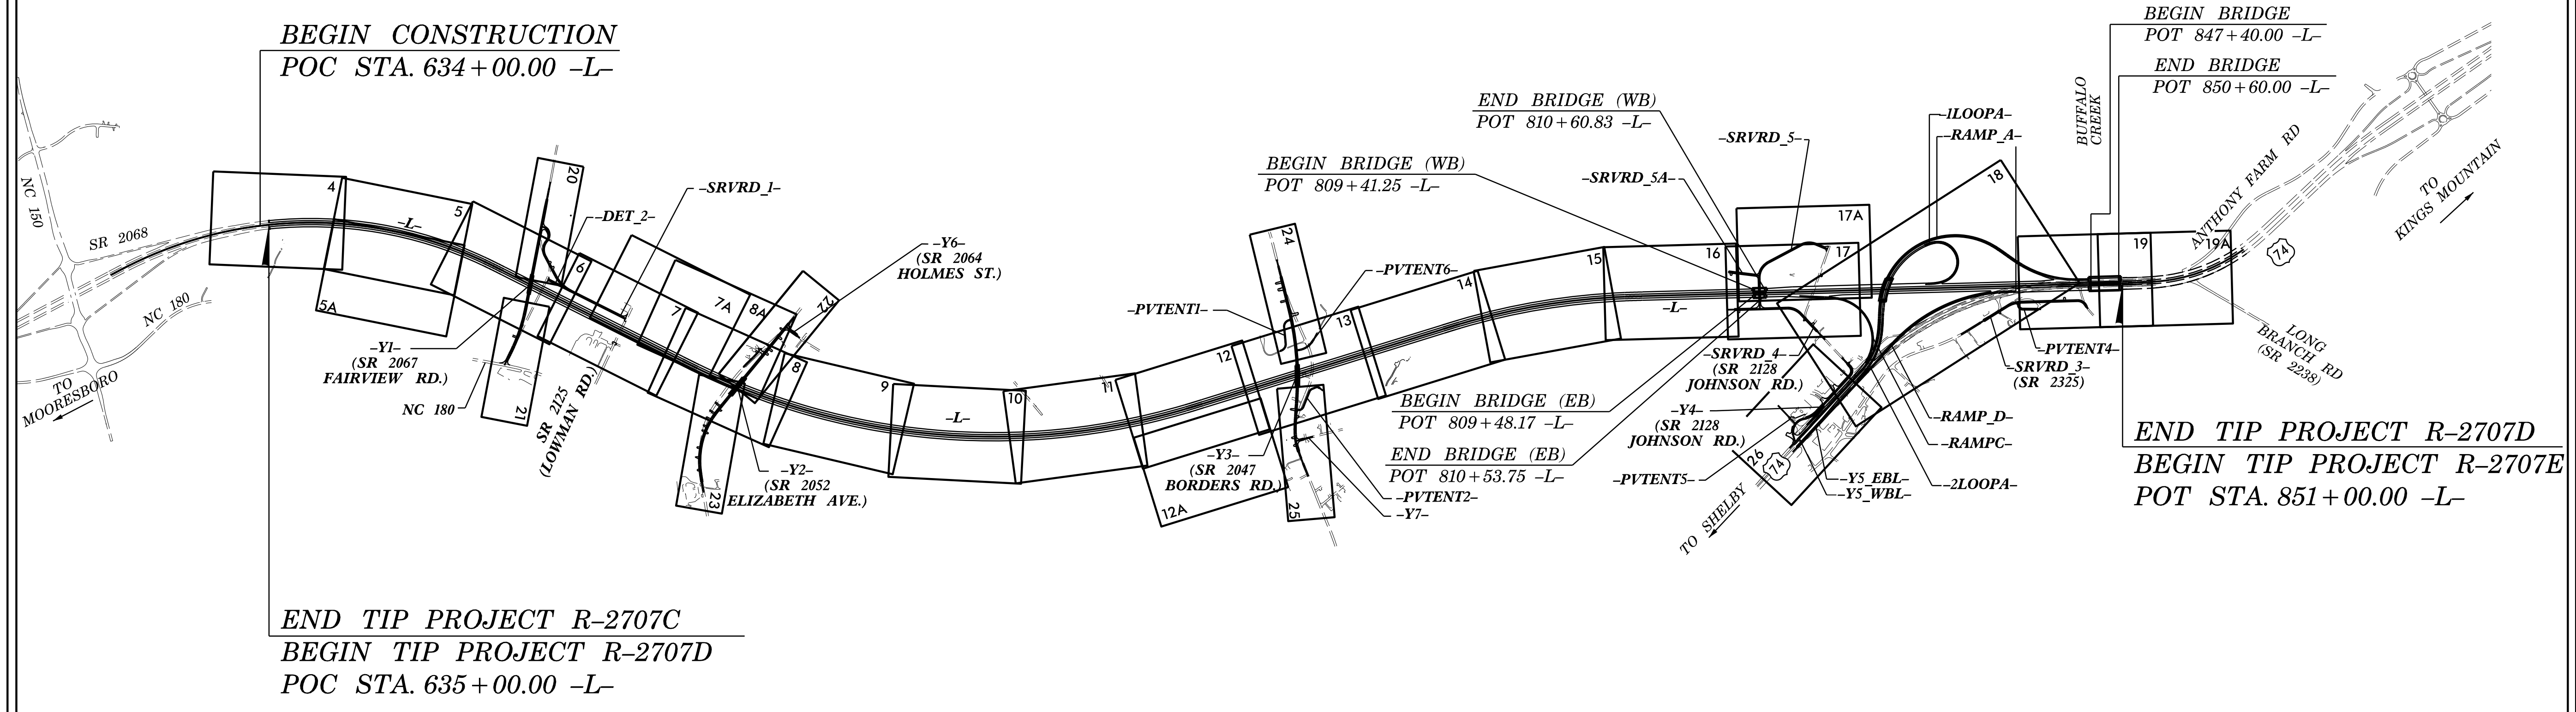 BEGIN CONSTRUCTION
POC STA. 634+00.00 –L–
BEGIN BRIDGE
POT 847+40.00 –L–
END BRIDGE
POT 850+60.00 –L–
BUFFALO
CREEK
END BRIDGE (WB)
POT 810+60.83 –L–
BEGIN BRIDGE (WB)
POT 809+41.25 –L–
–SRVRD_5–
–SRVRD_5A–
–1LOOPA–
–RAMP_A–
ANTHONY FARM RD
TO
KINGS MOUNTAIN
74
NC 150
SR 2068
NC 180
TO
MOORESBORO
4
5
5A
–L–
20
–DET_2–
–SRVRD_1–
6
7
7A
8A
22
–Y6–
(SR 2064
HOLMES ST.)
–Y1–
(SR 2067
FAIRVIEW RD.)
NC 180
21
SR 2125
(LOWMAN RD.)
23
–Y2–
(SR 2052
ELIZABETH AVE.)
8
9
–L–
10
11
12
12A
24
–PVTENT1–
–PVTENT6–
13
14
15
16
–Y3–
(SR 2047
BORDERS RD.)
25
–PVTENT2–
–Y7–
BEGIN BRIDGE (EB)
POT 809+48.17 –L–
END BRIDGE (EB)
POT 810+53.75 –L–
–L–
17A
17
18
19
19A
–SRVRD_4–
(SR 2128
JOHNSON RD.)
–Y4–
(SR 2128
JOHNSON RD.)
–PVTENT5–
26
74
TO SHELBY
–Y5_EBL–
–Y5_WBL–
–2LOOPA–
–RAMPC–
–RAMP_D–
–SRVRD_3–
(SR 2325)
–PVTENT4–
LONG
BRANCH RD
(SR 2238)
END TIP PROJECT R–2707D
BEGIN TIP PROJECT R–2707E
POT STA. 851+00.00 –L–
END TIP PROJECT R–2707C
BEGIN TIP PROJECT R–2707D
POC STA. 635+00.00 –L–